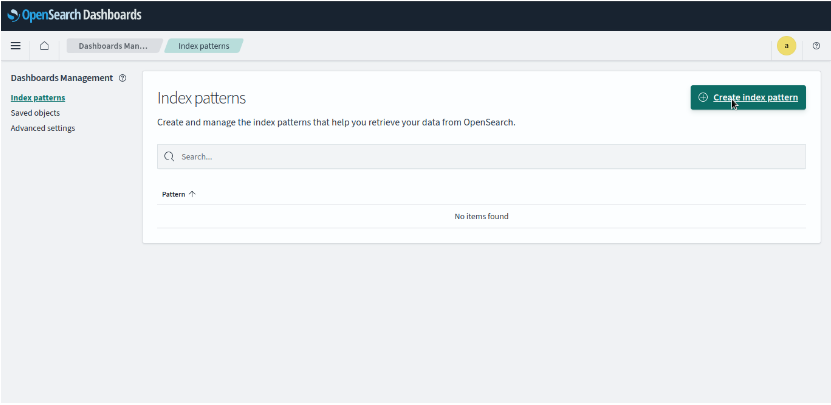 OpenSearch Dashboards
Dashboards Man...
Index patterns
a
Dashboards Management
Index patterns
Saved objects
Advanced settings
Index patterns
Create index pattern
Create and manage the index patterns that help you retrieve your data from OpenSearch.
Search...
Pattern
No items found